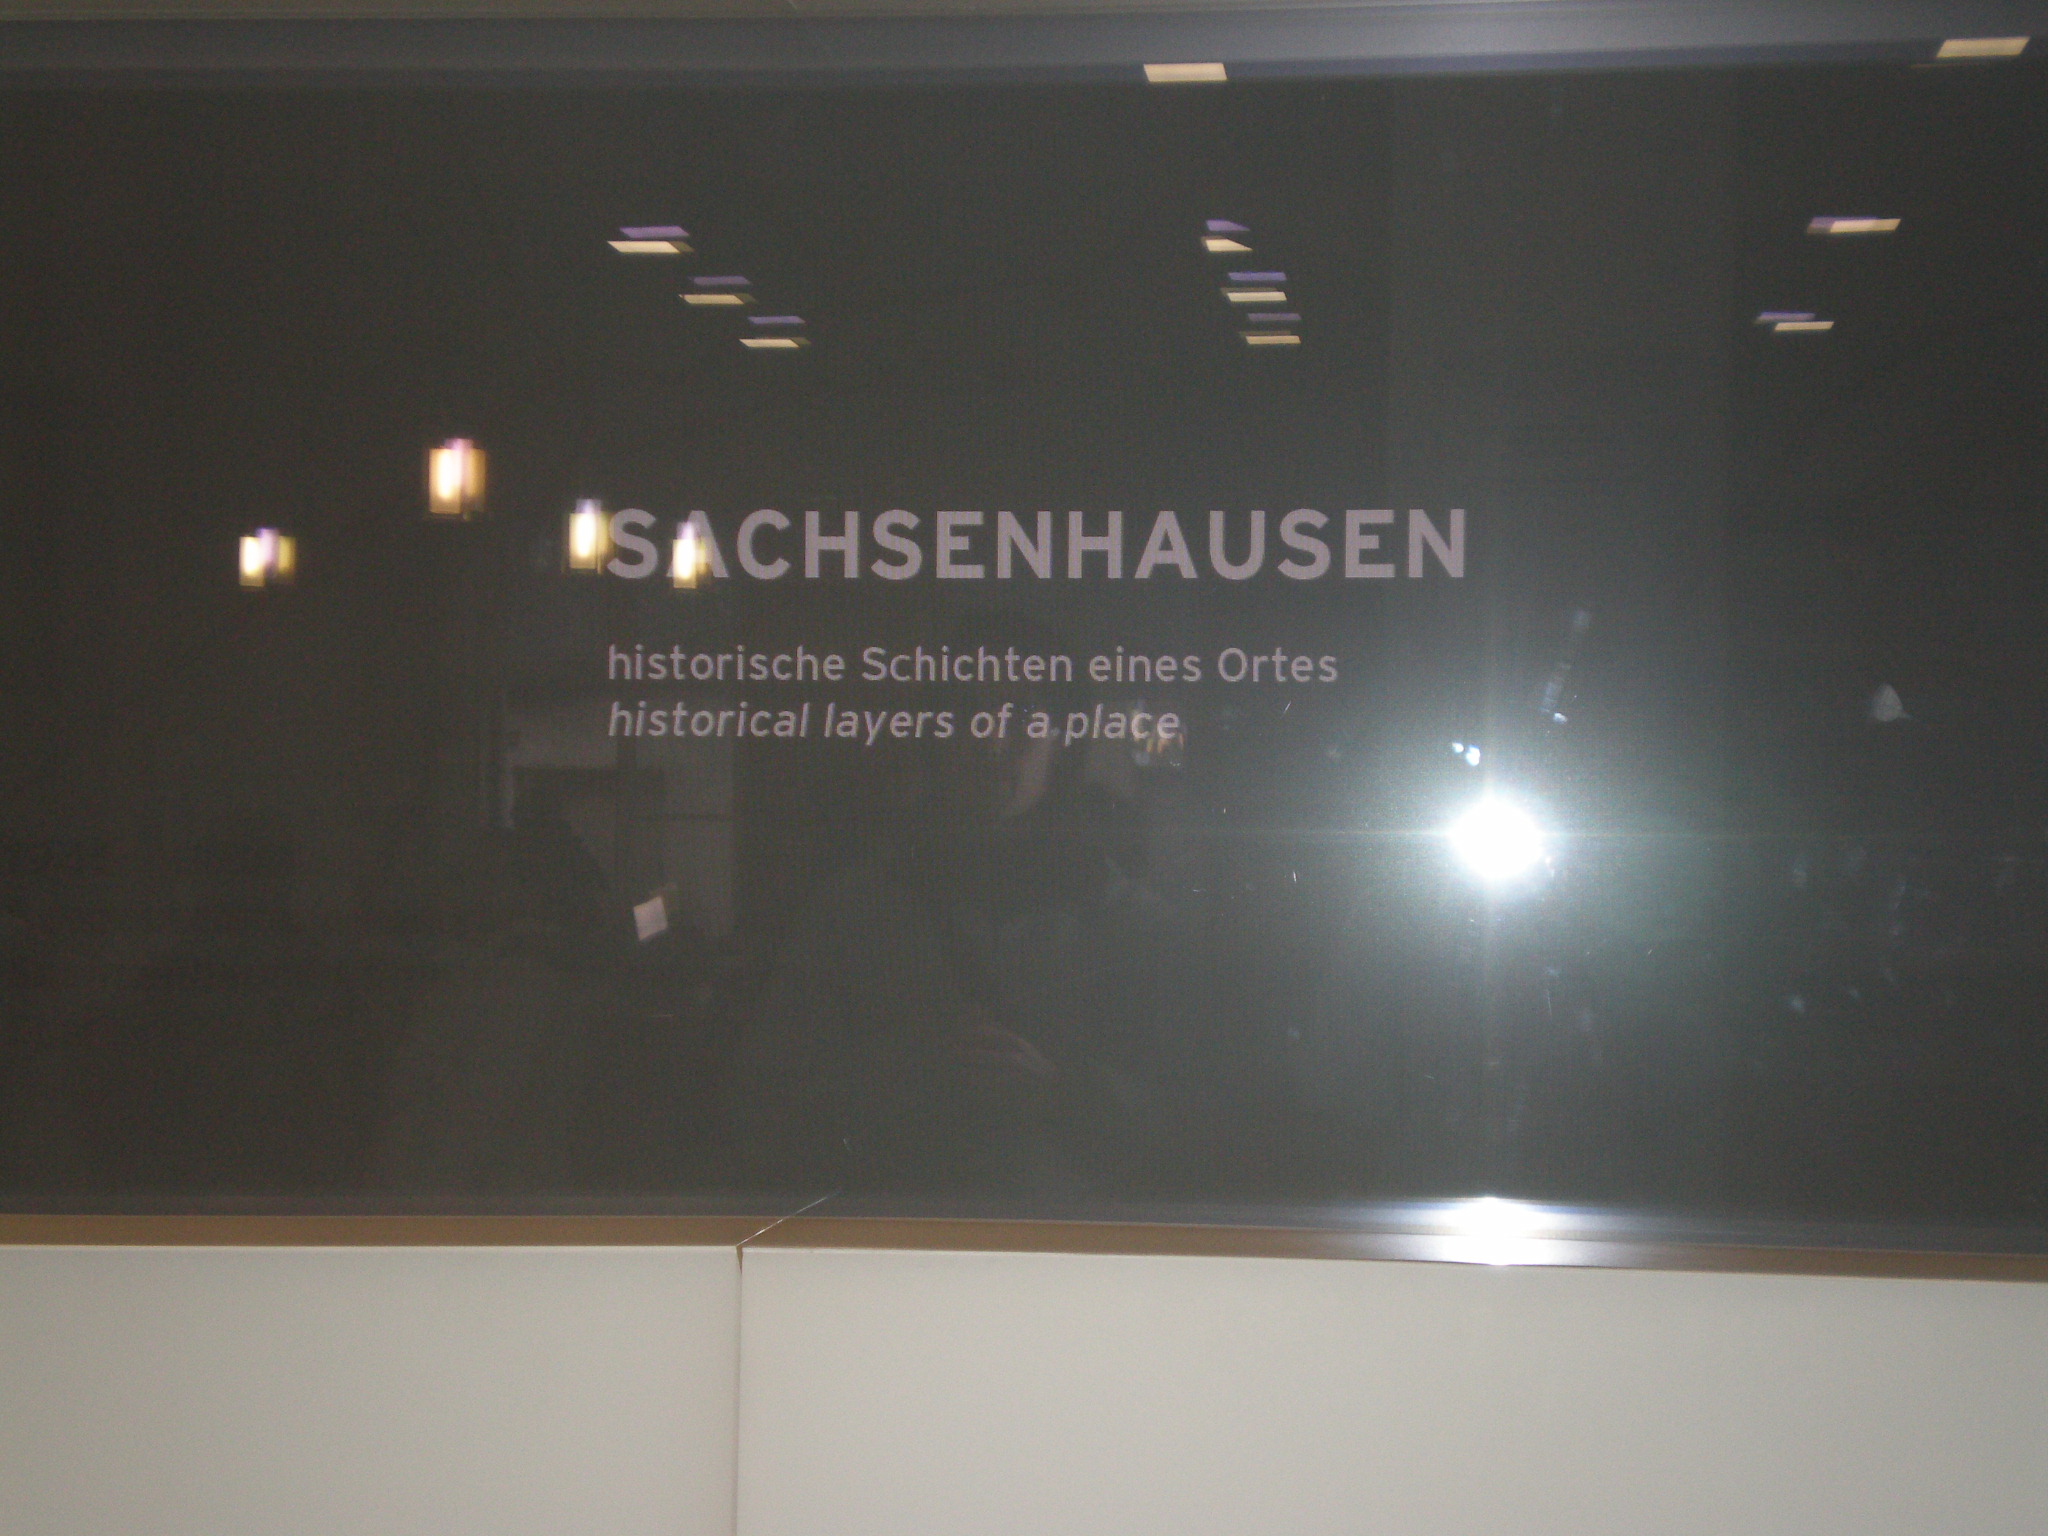 SACHSENHAUSEN
historische Schichten eines Ortes
historical layers of a place